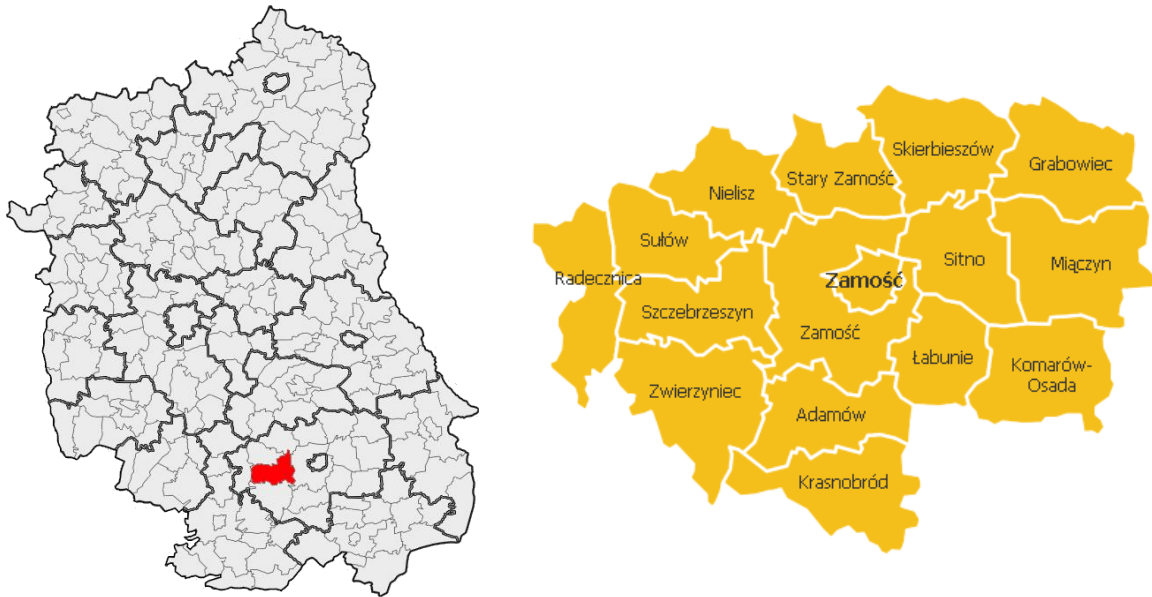 Skierbieszów
Grabowiec
Stary Zamość
Nielisz
Sułów
Radecznica
Sitno
Miączyn
Zamość
Szczebrzeszyn
Zamość
Łabunie
Komarów-
Osada
Zwierzyniec
Adamów
Krasnobród